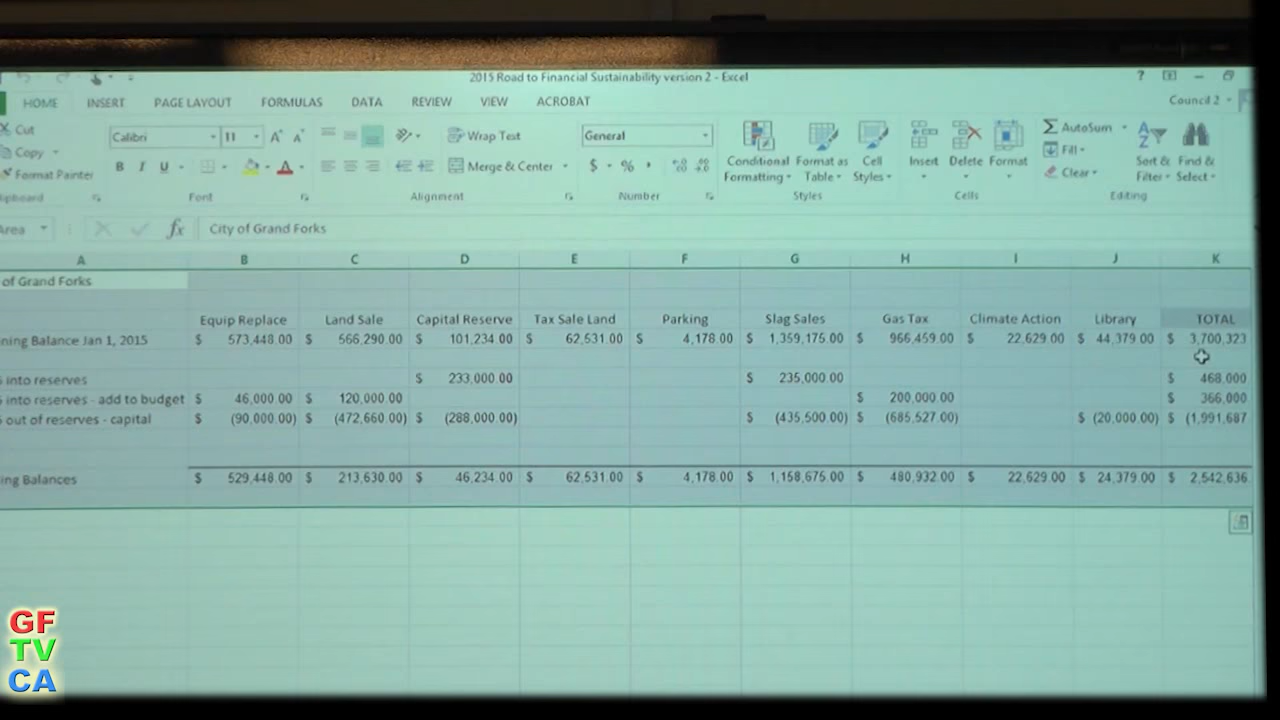 2015 Road to Financial Sustainability version 2 - Excel ?
HOME INSERT PAGE LAYOUT FORMULAS DATA REVIEW VIEW ACROBAT Council 2
Cut Calibri 11 A A Wrap Text General AutoSum
Copy Fill
Format Painter B I U A Merge & Center $ % , Conditional Formatting Format as Table Cell Styles Insert Delete Format Clear Sort & Filter Find & Select
Font Alignment Number Styles Cells Editing
fx City of Grand Forks
A B C D E F G H I J K
of Grand Forks
Equip Replace Land Sale Capital Reserve Tax Sale Land Parking Slag Sales Gas Tax Climate Action Library TOTAL
ning Balance Jan 1, 2015 $ 573,448.00 $ 566,290.00 $ 101,234.00 $ 62,531.00 $ 4,178.00 $ 1,359,175.00 $ 966,459.00 $ 22,629.00 $ 44,379.00 $ 3,700,323
into reserves $ 233,000.00 $ 235,000.00 $ 468,000
into reserves - add to budget $ 46,000.00 $ 120,000.00 $ 200,000.00 $ 366,000
out of reserves - capital $ (90,000.00) $ (472,660.00) $ (288,000.00) $ (435,500.00) $ (685,527.00) $ (20,000.00) $ (1,991,687
ing Balances $ 529,448.00 $ 213,630.00 $ 46,234.00 $ 62,531.00 $ 4,178.00 $ 1,158,675.00 $ 480,932.00 $ 22,629.00 $ 24,379.00 $ 2,542,636
GF
TV
CA